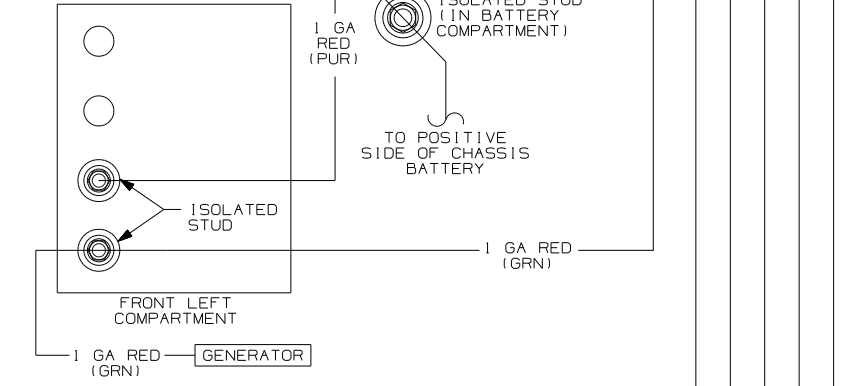 ISOLATED STUD
(IN BATTERY
COMPARTMENT)
1 GA
RED
(PUR)
TO POSITIVE
SIDE OF CHASSIS
BATTERY
ISOLATED
STUD
1 GA RED
(GRN)
FRONT LEFT
COMPARTMENT
1 GA RED
(GRN)
GENERATOR